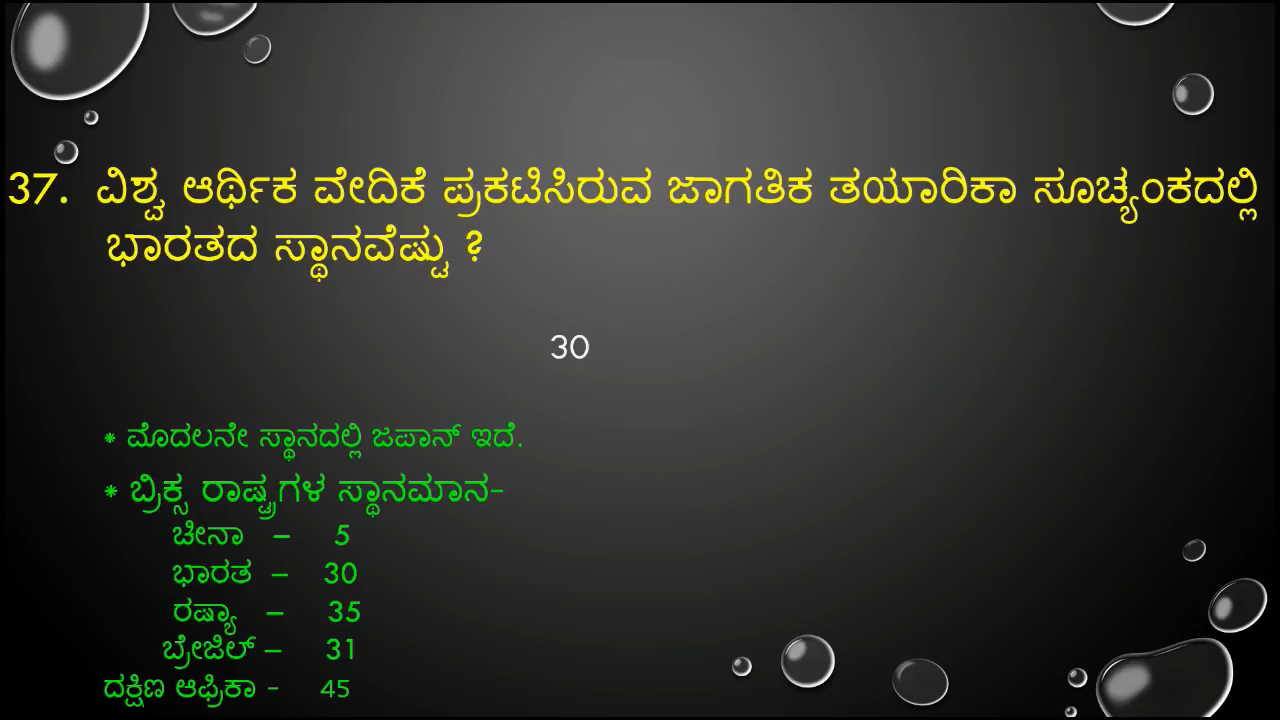 37. ವಿಶ್ವ ಆರ್ಥಿಕ ವೇದಿಕೆ ಪ್ರಕಟಿಸಿರುವ ಜಾಗತಿಕ ತಯಾರಿಕಾ ಸೂಚ್ಯಂಕದಲ್ಲಿ
ಭಾರತದ ಸ್ಥಾನವೆಷ್ಟು ?
30
* ಮೊದಲನೇ ಸ್ಥಾನದಲ್ಲಿ ಜಪಾನ್ ಇದೆ.
* ಬ್ರಿಕ್ಸ್ ರಾಷ್ಟ್ರಗಳ ಸ್ಥಾನಮಾನ-
ಚೀನಾ – 5
ಭಾರತ – 30
ರಷ್ಯಾ – 35
ಬ್ರೇಜಿಲ್ – 31
ದಕ್ಷಿಣ ಆಫ್ರಿಕಾ - 45